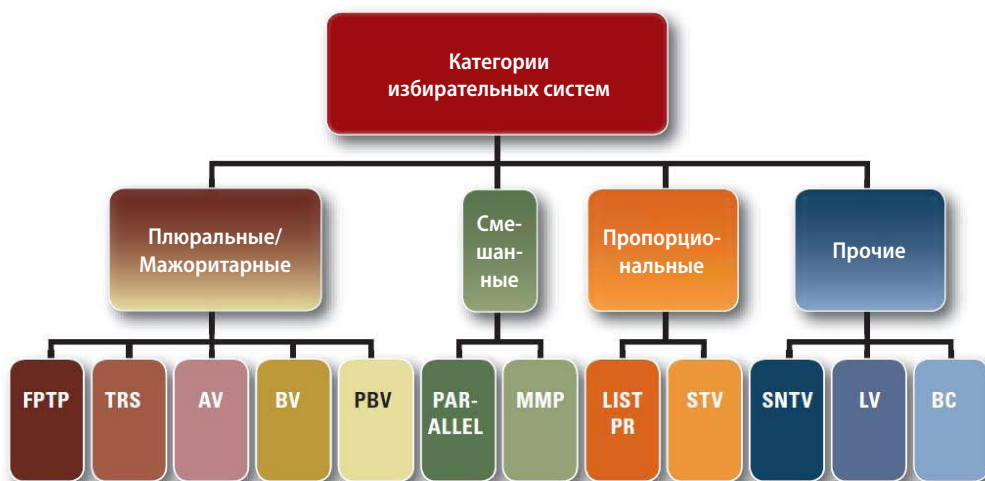 Категории
избирательных систем
Плюральные/
Мажоритарные
Сме-
шан-
ные
Пропорцио-
нальные
Прочие
FPTP
TRS
AV
BV
PBV
PAR-
ALLEL
MMP
LIST
PR
STV
SNTV
LV
BC